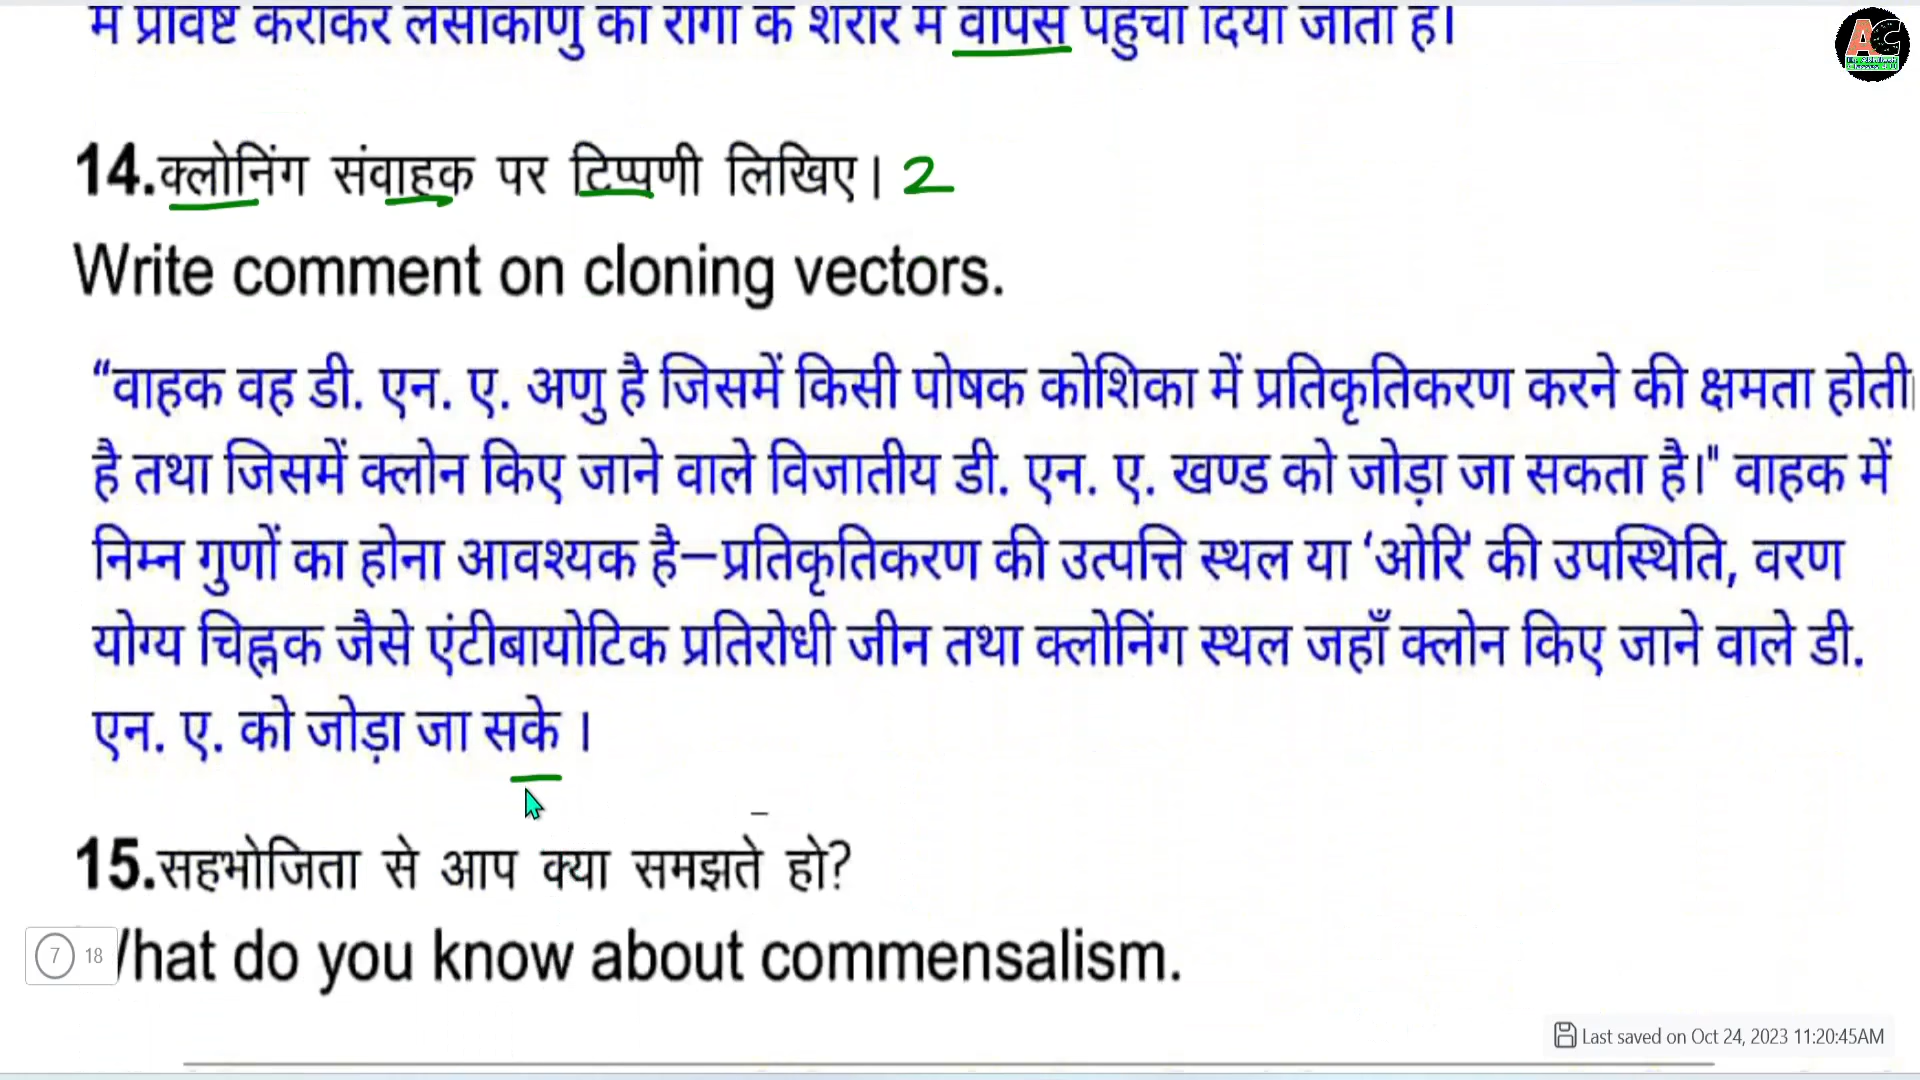 में प्रविष्ट कराकर लसीकाणु को रोगी के शरीर में वापस पहुँचा दिया जाता है।
AC
14.क्लोनिंग संवाहक पर टिप्पणी लिखिए। 2
Write comment on cloning vectors.
“वाहक वह डी. एन. ए. अणु है जिसमें किसी पोषक कोशिका में प्रतिकृतिकरण करने की क्षमता होती
है तथा जिसमें क्लोन किए जाने वाले विजातीय डी. एन. ए. खण्ड को जोड़ा जा सकता है।" वाहक में
निम्न गुणों का होना आवश्यक है–प्रतिकृतिकरण की उत्पत्ति स्थल या ‘ओरि' की उपस्थिति, वरण
योग्य चिह्नक जैसे एंटीबायोटिक प्रतिरोधी जीन तथा क्लोनिंग स्थल जहाँ क्लोन किए जाने वाले डी.
एन. ए. को जोड़ा जा सके ।
15.सहभोजिता से आप क्या समझते हो?
7 18 hat do you know about commensalism.
Last saved on Oct 24, 2023 11:20:45AM